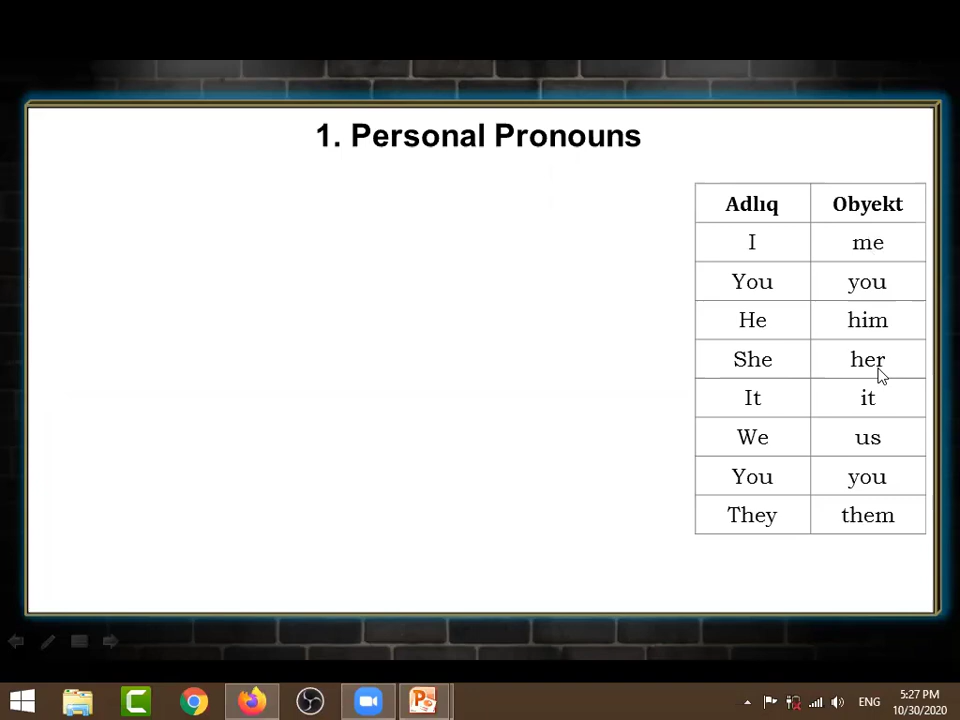 1. Personal Pronouns
Adlıq Obyekt
I me
You you
He him
She her
It it
We us
You you
They them
ENG
5:27 PM
10/30/2020